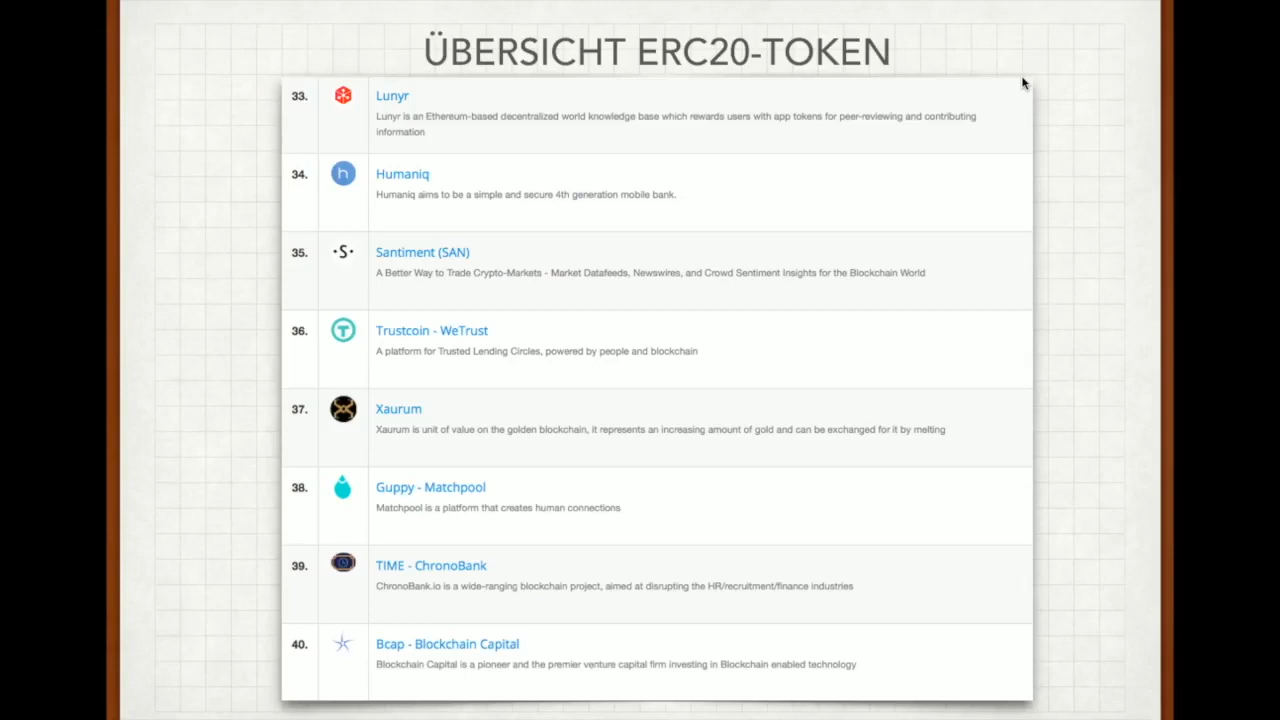 ÜBERSICHT ERC20-TOKEN
33.
Lunyr
Lunyr is an Ethereum-based decentralized world knowledge base which rewards users with app tokens for peer-reviewing and contributing
information
34.
h
Humaniq
Humaniq aims to be a simple and secure 4th generation mobile bank.
35.
·S·
Santiment (SAN)
A Better Way to Trade Crypto-Markets - Market Datafeeds, Newswires, and Crowd Sentiment Insights for the Blockchain World
36.
T
Trustcoin - WeTrust
A platform for Trusted Lending Circles, powered by people and blockchain
37.
Xaurum
Xaurum is unit of value on the golden blockchain, it represents an increasing amount of gold and can be exchanged for it by melting
38.
Guppy - Matchpool
Matchpool is a platform that creates human connections
39.
TIME - ChronoBank
ChronoBank.io is a wide-ranging blockchain project, aimed at disrupting the HR/recruitment/finance industries
40.
Bcap - Blockchain Capital
Blockchain Capital is a pioneer and the premier venture capital firm investing in Blockchain enabled technology